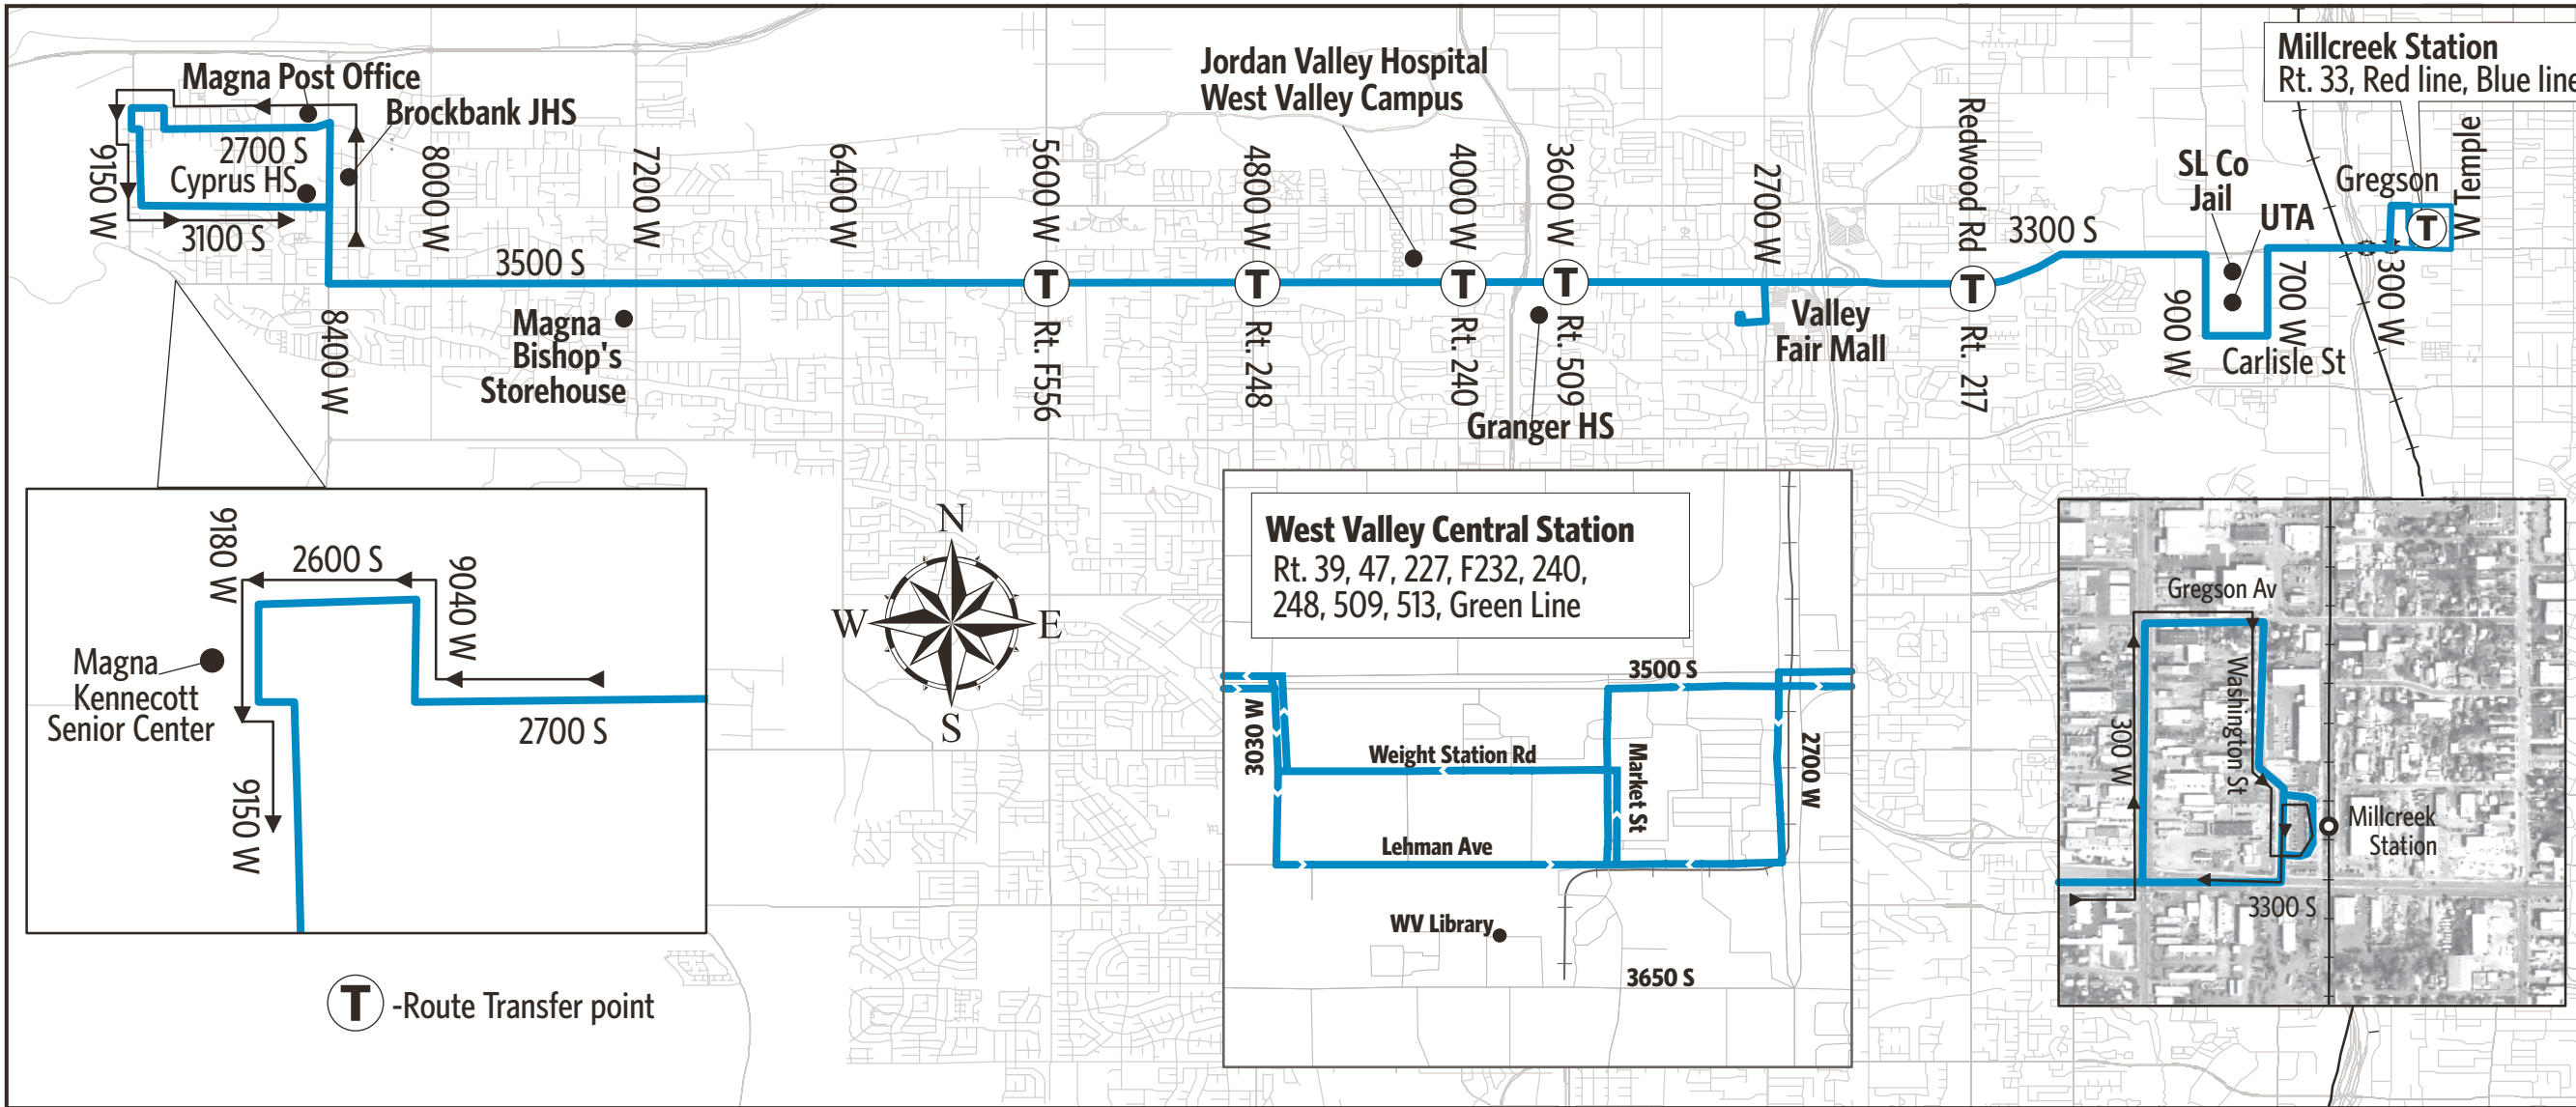 Millcreek Station
Rt. 33, Red line, Blue line
Jordan Valley Hospital
West Valley Campus
Magna Post Office
Brockbank JHS
2700 S
Cyprus HS
9150 W
3100 S
8000 W
7200 W
6400 W
5600 W
4800 W
4000 W
3600 W
2700 W
Redwood Rd
3300 S
SL Co
Jail
UTA
Gregson
W Temple
T
3500 S
T
T
T
T
T
900 W
700 W
300 W
8400 W
Magna
Bishop's
Storehouse
Rt. F556
Rt. 248
Rt. 240
Rt. 509
Granger HS
Valley
Fair Mall
Rt. 217
Carlisle St
9180 W
2600 S
9040 W
Magna
Kennecott
Senior Center
2700 S
9150 W
N
W
E
S
West Valley Central Station
Rt. 39, 47, 227, F232, 240,
248, 509, 513, Green Line
3500 S
3030 W
Weight Station Rd
Market St
2700 W
Lehman Ave
WV Library
3650 S
Gregson Av
300 W
Washington St
Millcreek
Station
3300 S
T -Route Transfer point